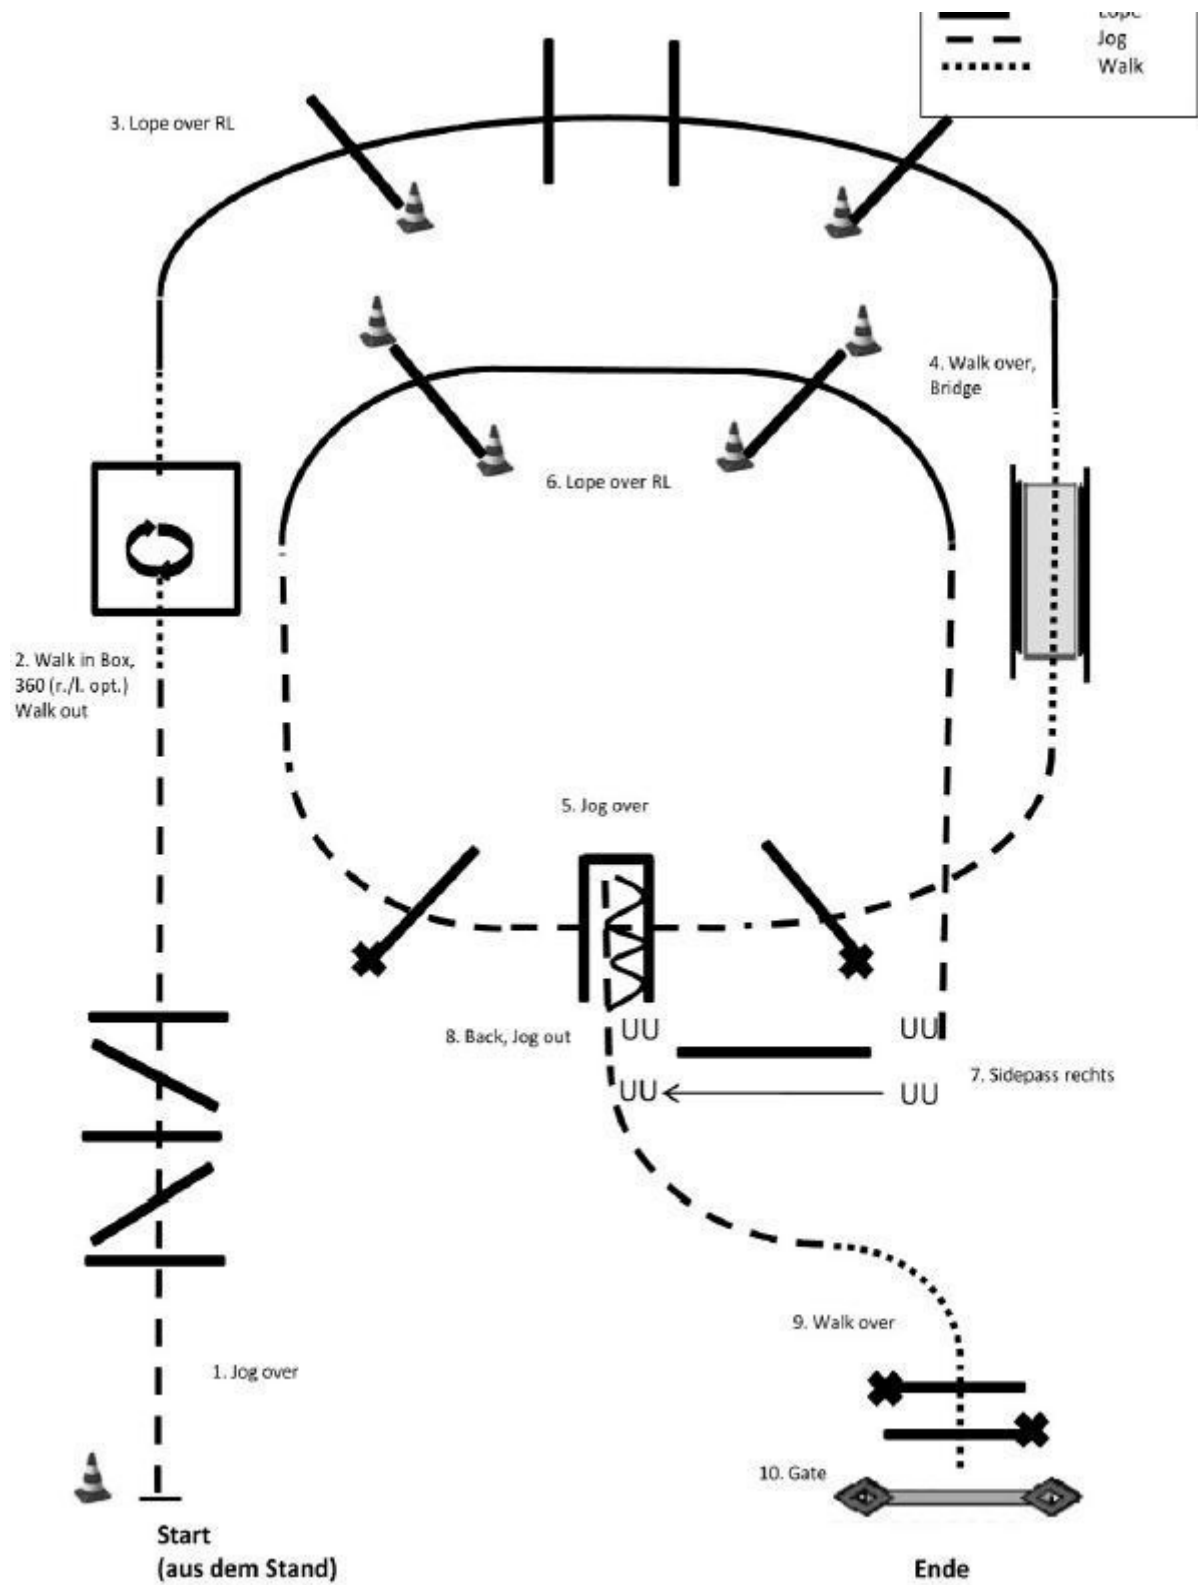 Jog
Walk
3. Lope over RL
4. Walk over,
Bridge
6. Lope over RL
2. Walk in Box,
360 (r./l. opt.)
Walk out
5. Jog over
8. Back, Jog out
UU
UU
7. Sidepass rechts
UU
UU
9. Walk over
1. Jog over
10. Gate
Start
(aus dem Stand)
Ende